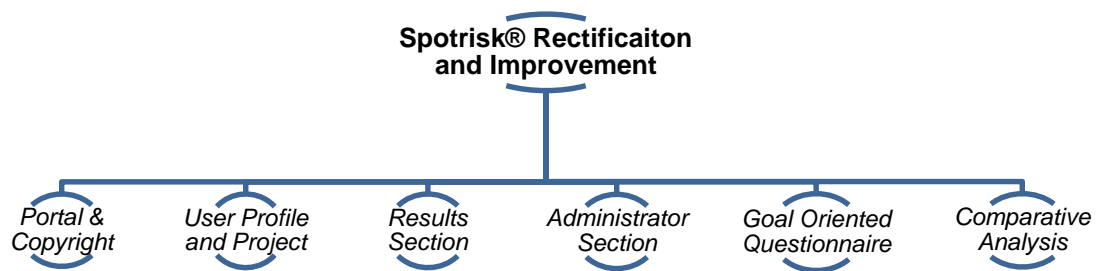 Spotrisk® Rectificaiton
and Improvement
Portal &
Copyright
User Profile
and Project
Results
Section
Administrator
Section
Goal Oriented
Questionnaire
Comparative
Analysis